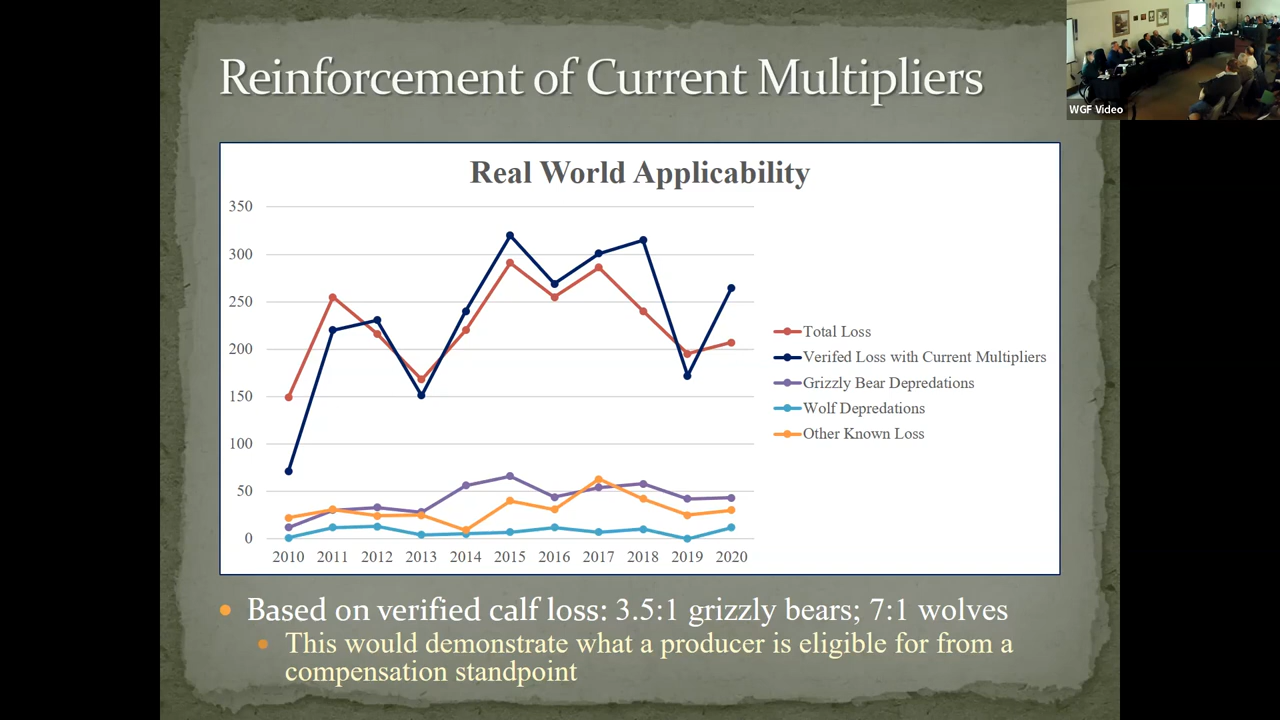 Reinforcement of Current Multipliers
WGF Video
Real World Applicability
350
300
250
200
150
100
50
0
2010 2011 2012 2013 2014 2015 2016 2017 2018 2019 2020
Total Loss
Verifed Loss with Current Multipliers
Grizzly Bear Depredations
Wolf Depredations
Other Known Loss
Based on verified calf loss: 3.5:1 grizzly bears; 7:1 wolves
This would demonstrate what a producer is eligible for from a
compensation standpoint